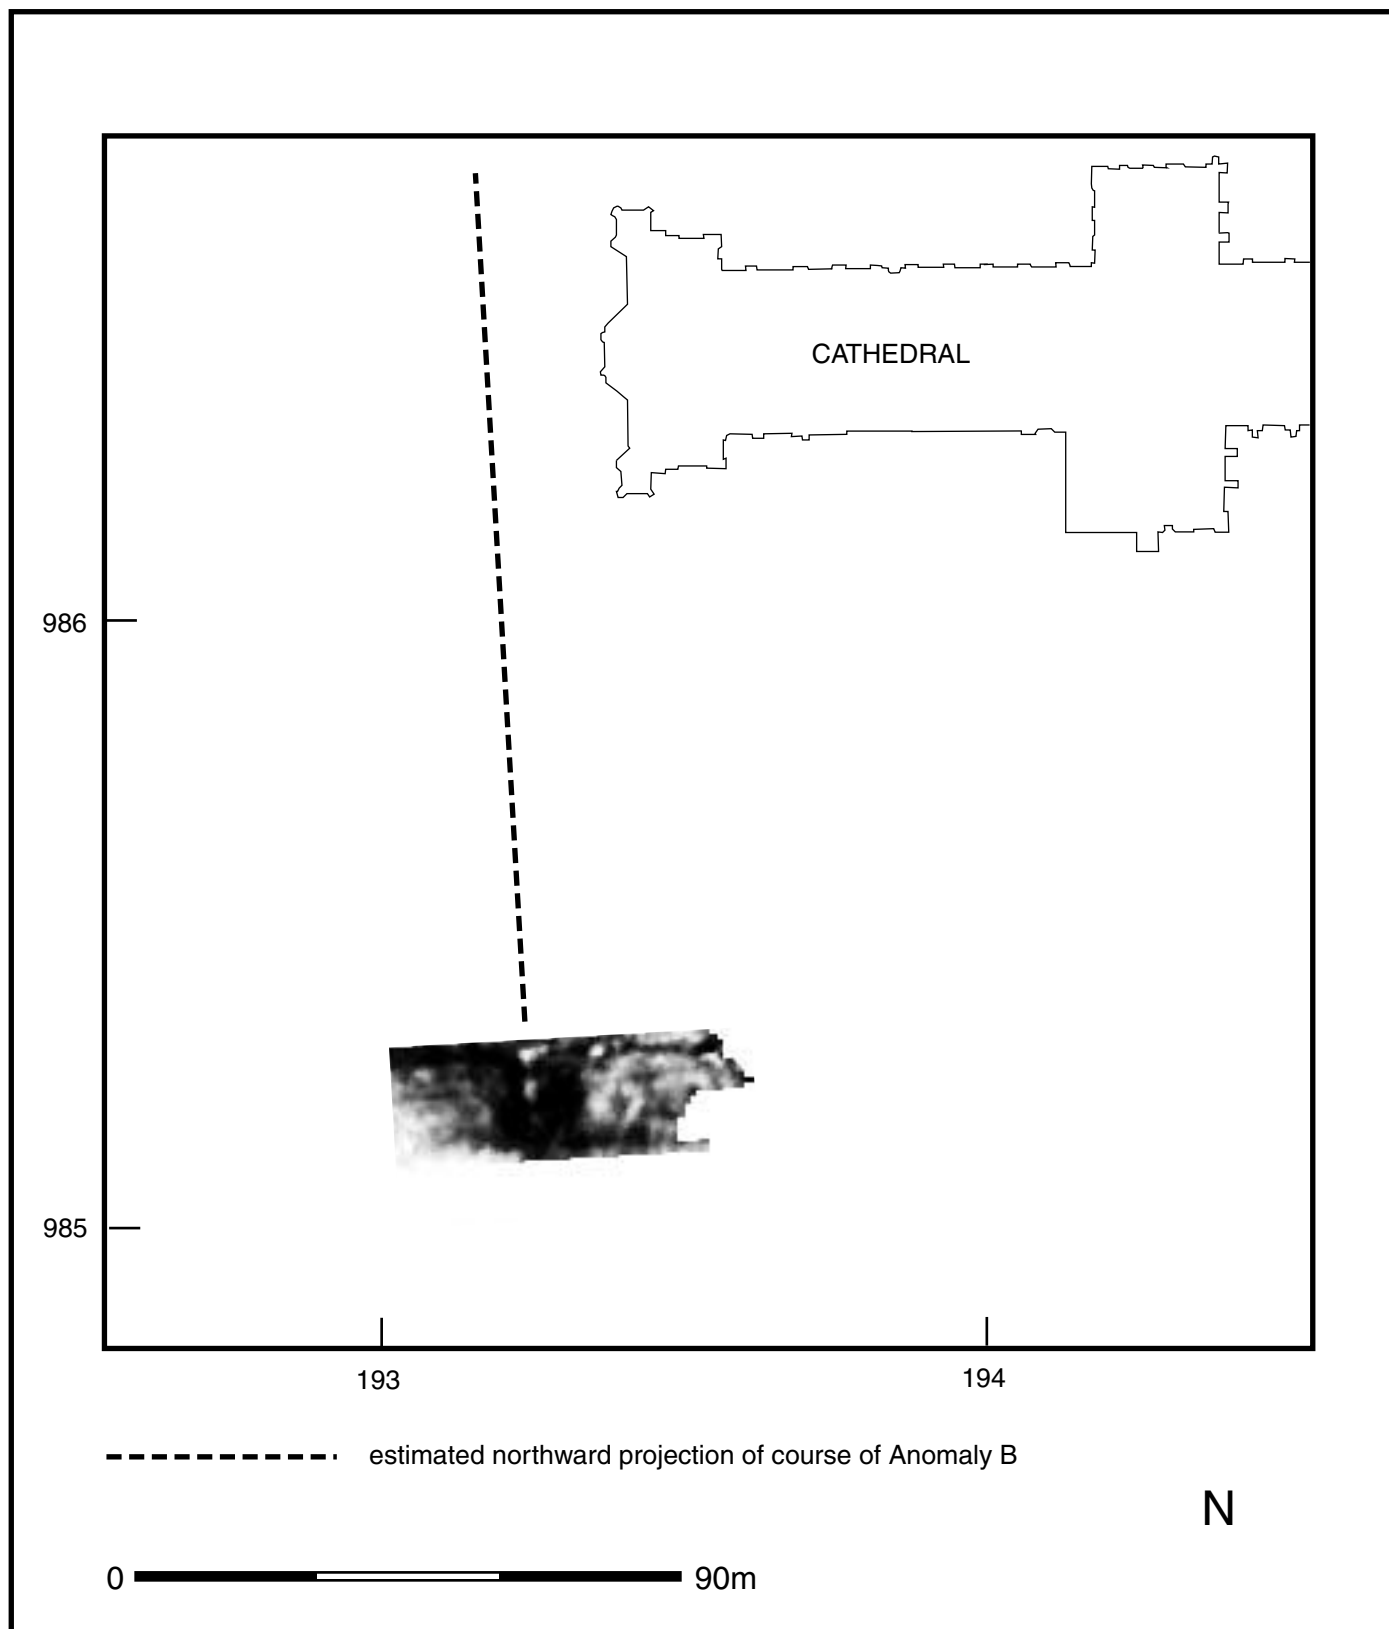 CATHEDRAL
986
985
193
194
estimated northward projection of course of Anomaly B
N
0
90m